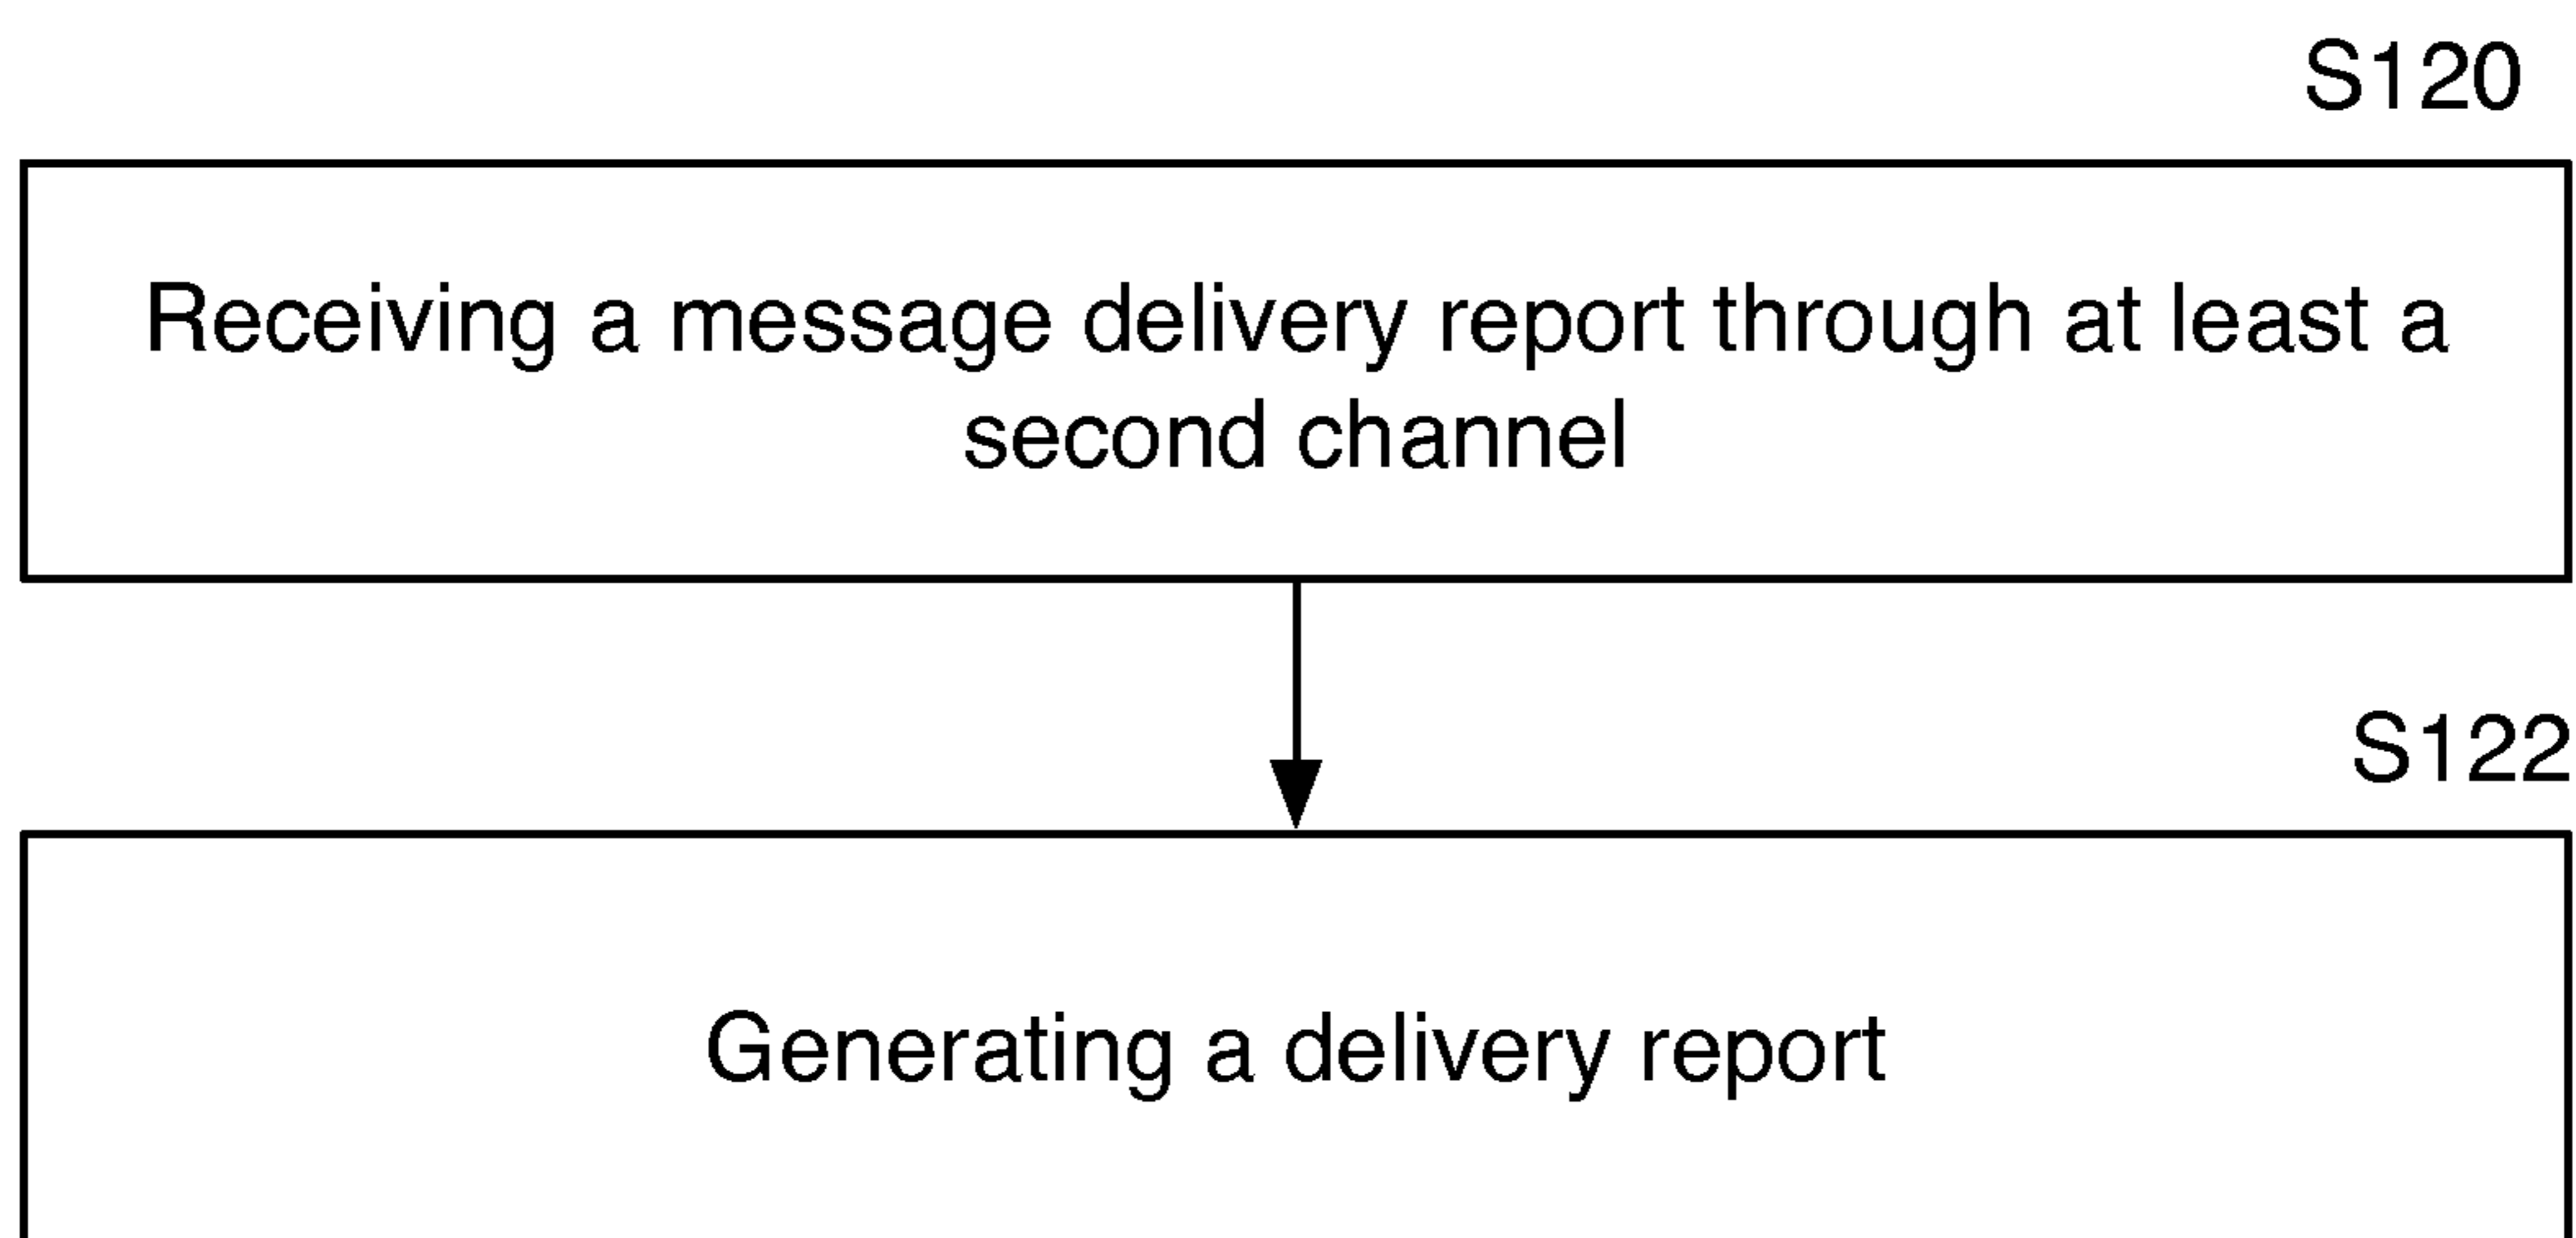 S120
Receiving a message delivery report through at least a
second channel
S122
Generating a delivery report